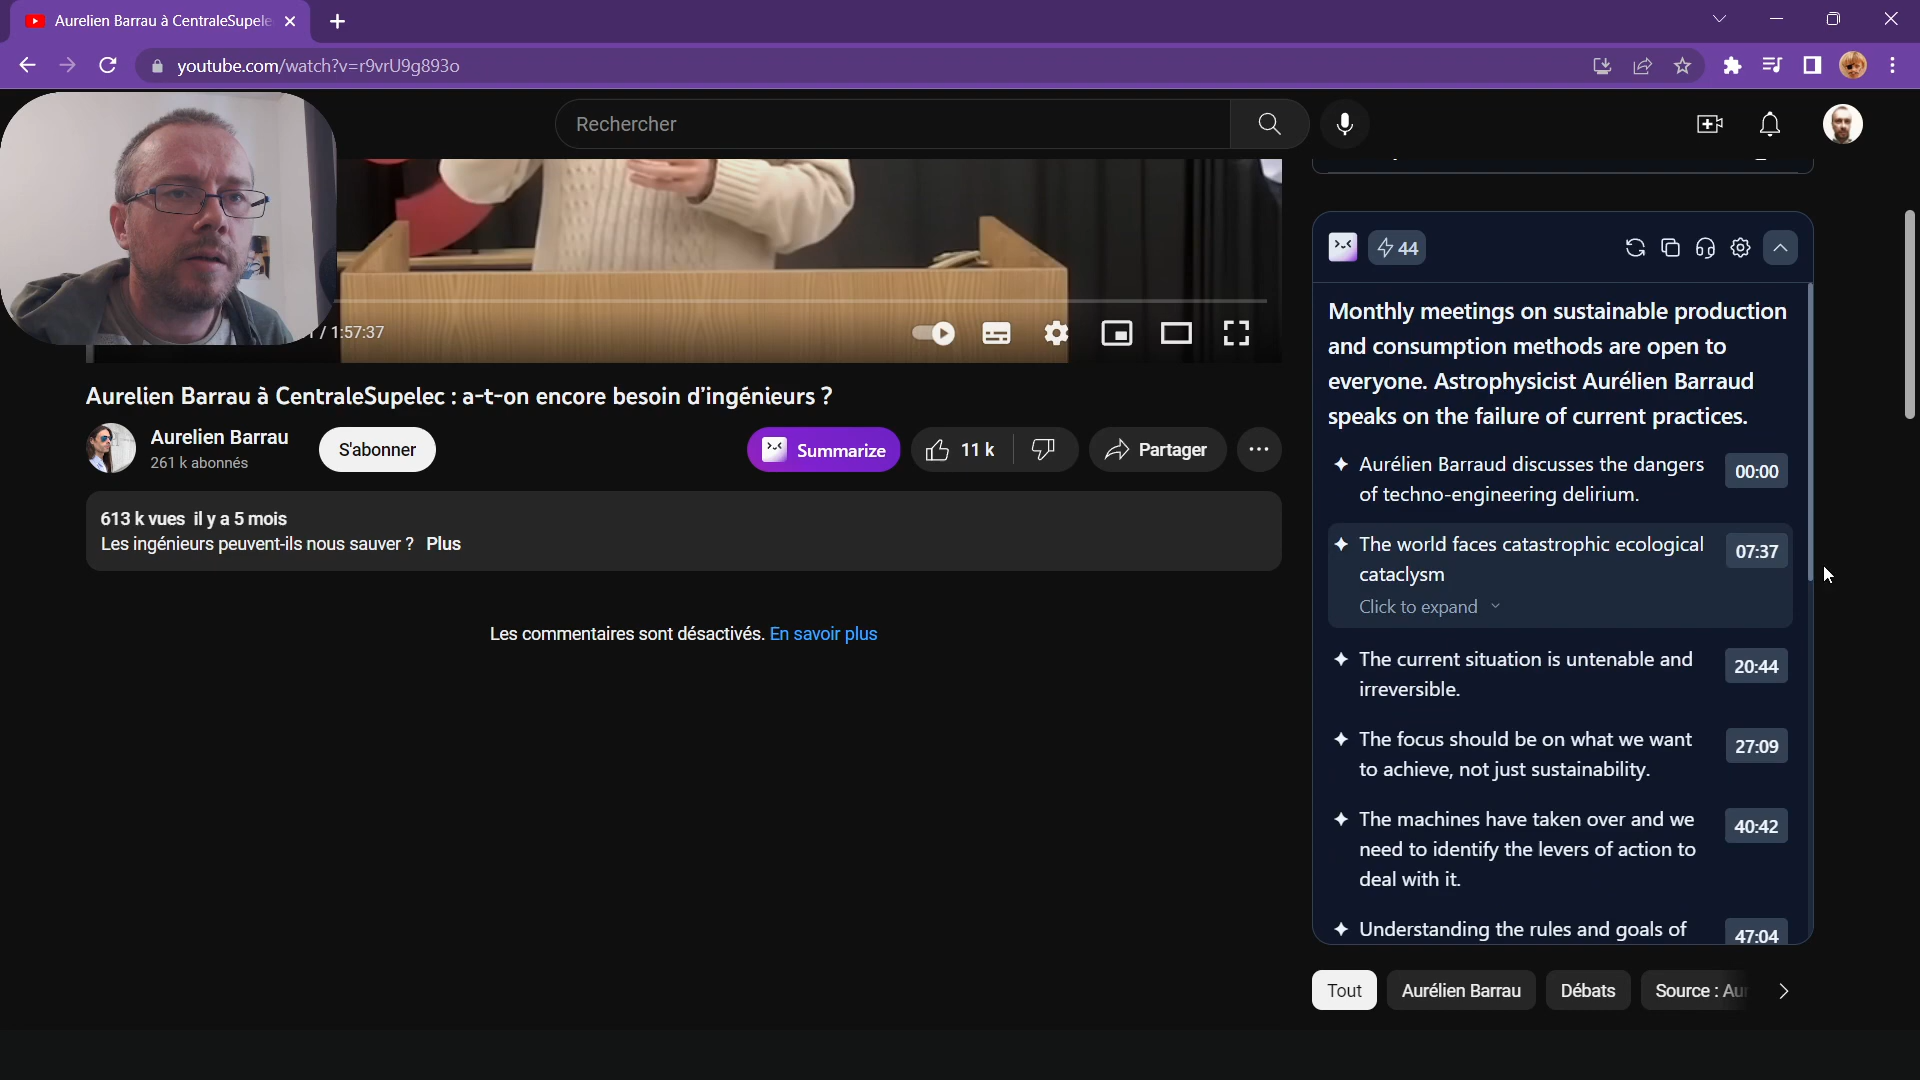 Aurelien Barrau à CentraleSupele
youtube.com/watch?v=r9vrU9g893o
Rechercher
44
Monthly meetings on sustainable production
and consumption methods are open to
everyone. Astrophysicist Aurélien Barraud
speaks on the failure of current practices.
/ 1:57:37
Aurelien Barrau à CentraleSupelec : a-t-on encore besoin d'ingénieurs ?
Aurelien Barrau
261 k abonnés
S'abonner
Summarize
11 k
Partager
613 k vues il y a 5 mois
Les ingénieurs peuvent-ils nous sauver ? Plus
Les commentaires sont désactivés. En savoir plus
Aurélien Barraud discusses the dangers 00:00
of techno-engineering delirium.
The world faces catastrophic ecological 07:37
cataclysm
Click to expand
The current situation is untenable and 20:44
irreversible.
The focus should be on what we want 27:09
to achieve, not just sustainability.
The machines have taken over and we 40:42
need to identify the levers of action to
deal with it.
Understanding the rules and goals of 47:04
Tout Aurélien Barrau Débats Source : Aur